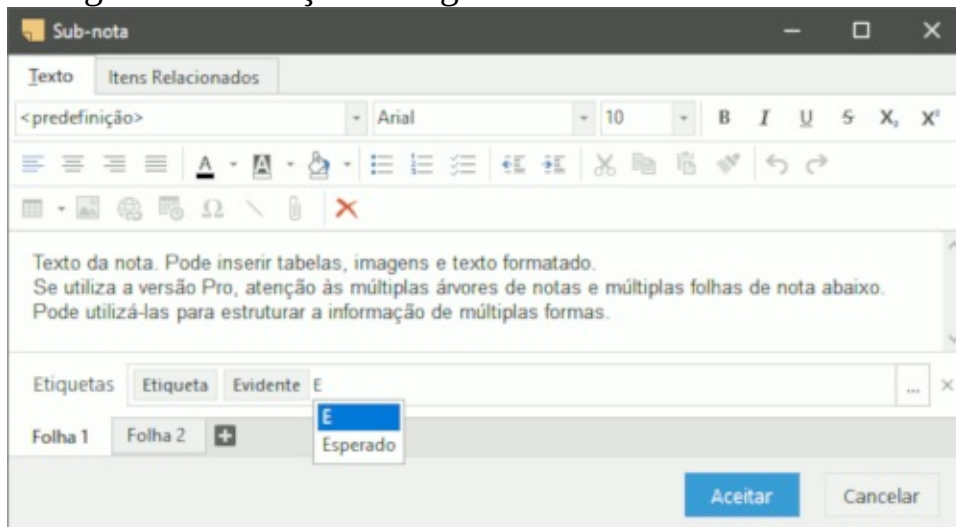 Sub-nota
Texto Itens Relacionados
<predefinição> Arial 10 B I U S X₂ X²
A A
Ω
Texto da nota. Pode inserir tabelas, imagens e texto formatado.
Se utiliza a versão Pro, atenção às múltiplas árvores de notas e múltiplas folhas de nota abaixo.
Pode utilizá-las para estruturar a informação de múltiplas formas.
Etiquetas Etiqueta Evidente E ...
E
Esperado
Folha 1 Folha 2
Aceitar Cancelar